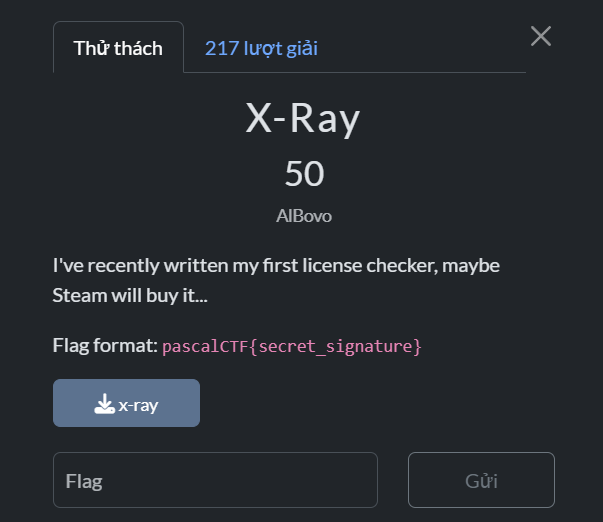 Thử thách
217 lượt giải
X-Ray
50
AlBovo
I've recently written my first license checker, maybe
Steam will buy it...
Flag format: pascalCTF{secret_signature}
x-ray
Flag
Gửi